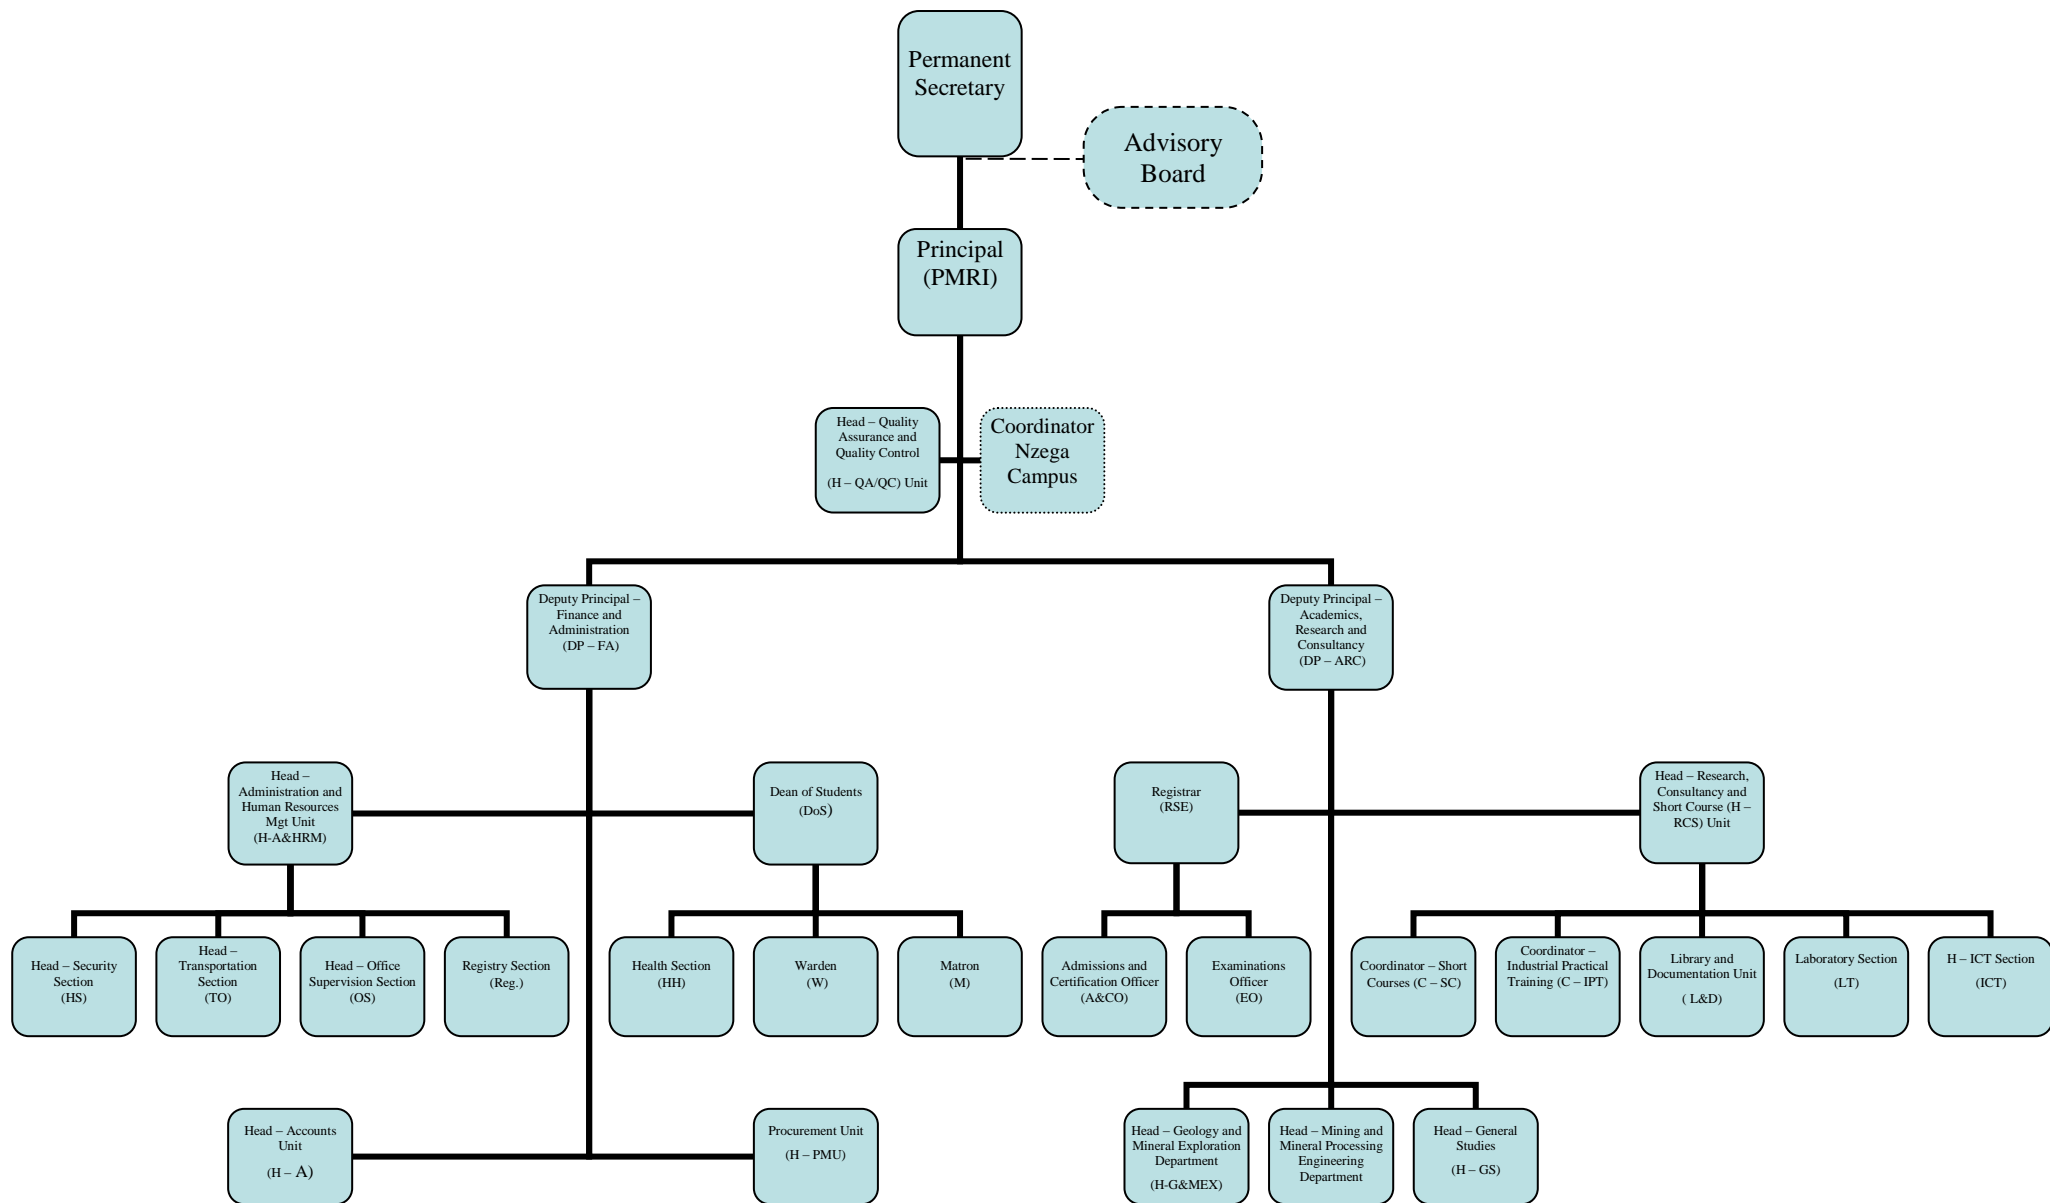 Permanent
Secretary
Advisory
Board
Principal
(PMRI)
Head – Quality
Assurance and
Quality Control
(H – QA/QC) Unit
Coordinator
Nzega
Campus
Deputy Principal –
Finance and
Administration
(DP – FA)
Deputy Principal –
Academics,
Research and
Consultancy
(DP – ARC)
Head –
Administration and
Human Resources
Mgt Unit
(H-A&HRM)
Dean of Students
(DoS)
Registrar
(RSE)
Head – Research,
Consultancy and
Short Course (H –
RCS) Unit
Head – Security
Section
(HS)
Head –
Transportation
Section
(TO)
Head – Office
Supervision Section
(OS)
Registry Section
(Reg.)
Health Section
(HH)
Warden
(W)
Matron
(M)
Admissions and
Certification Officer
(A&CO)
Examinations
Officer
(EO)
Coordinator – Short
Courses (C – SC)
Coordinator –
Industrial Practical
Training (C – IPT)
Library and
Documentation Unit
( L&D)
Laboratory Section
(LT)
H – ICT Section
(ICT)
Head – Accounts
Unit
(H – A)
Procurement Unit
(H – PMU)
Head – Geology and
Mineral Exploration
Department
(H-G&MEX)
Head – Mining and
Mineral Processing
Engineering
Department
Head – General
Studies
(H – GS)